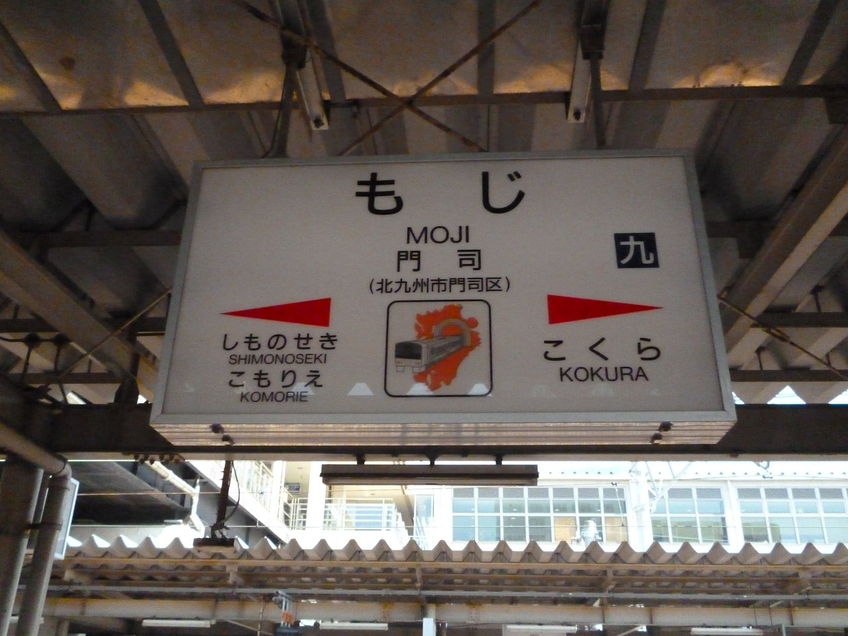 もじ
MOJI
門司
九
(北九州市門司区)
しものせき
SHIMONOSEKI
こもりえ
KOMORIE
こくら
KOKURA